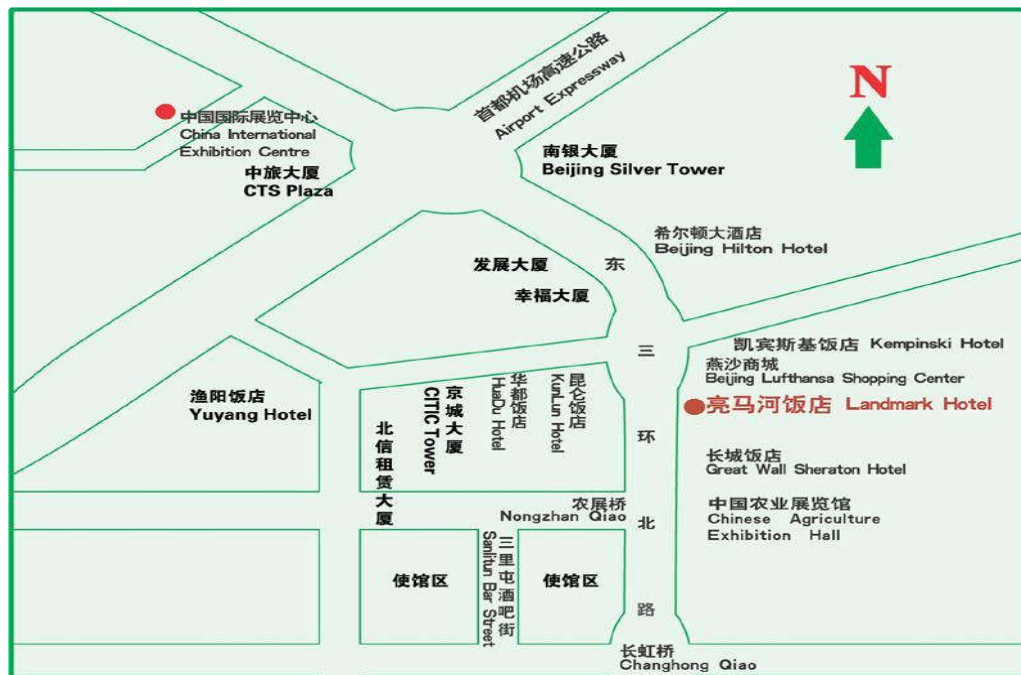 首都机场高速公路
Airport Expressway
N
中国国际展览中心
China International
Exhibition Centre
中旅大厦
CTS Plaza
南银大厦
Beijing Silver Tower
希尔顿大酒店
Beijing Hilton Hotel
发展大厦
幸福大厦
东三环北路
凯宾斯基饭店 Kempinski Hotel
燕沙商城
Beijing Lufthansa Shopping Center
亮马河饭店 Landmark Hotel
渔阳饭店
Yuyang Hotel
北信租赁大厦
京城大厦
CITIC Tower
华都饭店
HuaDu Hotel
昆仑饭店
KunLun Hotel
长城饭店
Great Wall Sheraton Hotel
农展桥
Nongzhan Qiao
中国农业展览馆
Chinese Agriculture
Exhibition Hall
使馆区
三里屯酒吧街
Sanlitun Bar Street
使馆区
长虹桥
Changhong Qiao